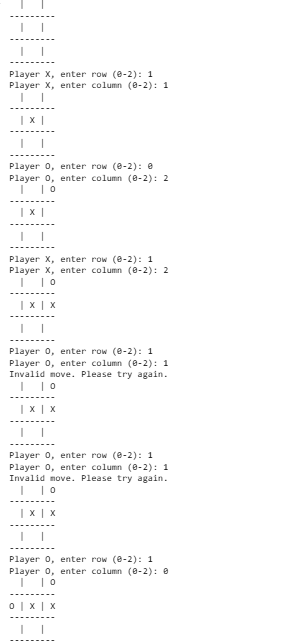 |   |  
---------
  |   |  
---------
  |   |  
---------
Player X, enter row (0-2): 1
Player X, enter column (0-2): 1
  |   |  
---------
  | X |  
---------
  |   |  
---------
Player O, enter row (0-2): 0
Player O, enter column (0-2): 2
  |   | O
---------
  | X |  
---------
  |   |  
---------
Player X, enter row (0-2): 1
Player X, enter column (0-2): 2
  |   | O
---------
  | X | X
---------
  |   |  
---------
Player O, enter row (0-2): 1
Player O, enter column (0-2): 1
Invalid move. Please try again.
  |   | O
---------
  | X | X
---------
  |   |  
---------
Player O, enter row (0-2): 1
Player O, enter column (0-2): 1
Invalid move. Please try again.
  |   | O
---------
  | X | X
---------
  |   |  
---------
Player O, enter row (0-2): 1
Player O, enter column (0-2): 0
  |   | O
---------
O | X | X
---------
  |   |  
---------